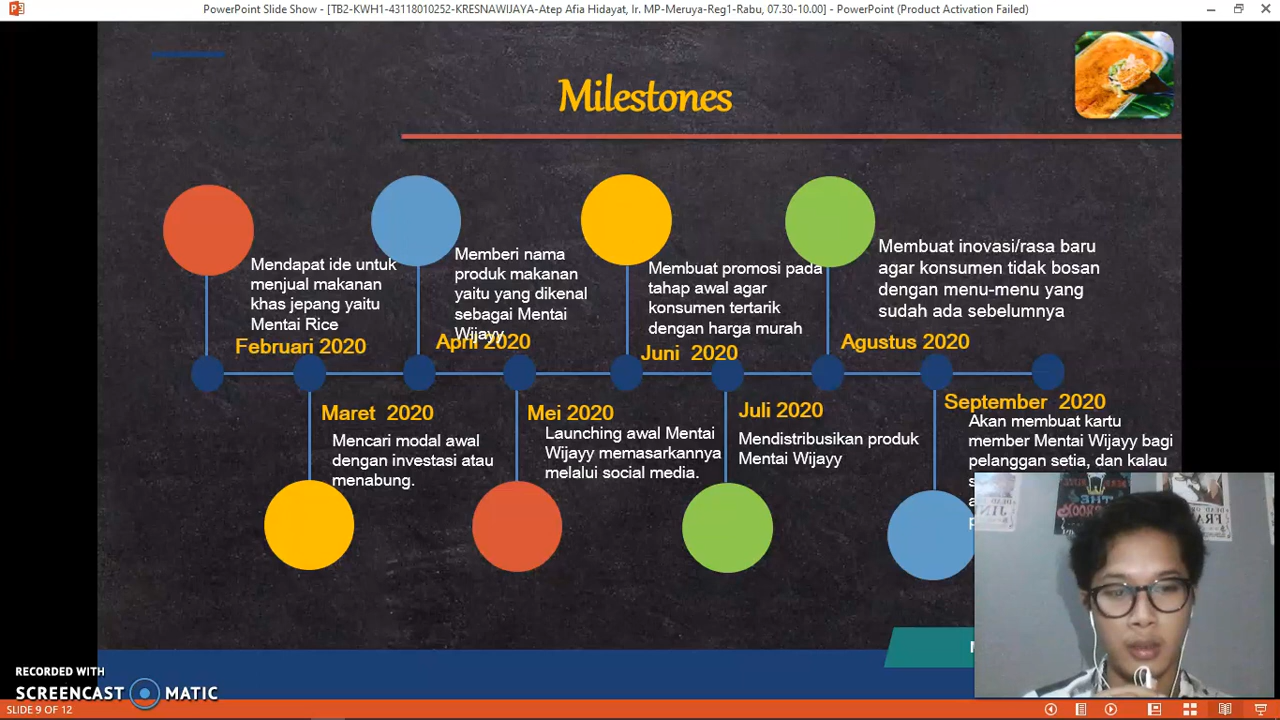 PowerPoint Slide Show - [TB2-KWH1-43118010252-KRESNAWIJAYA-Atep Afia Hidayat, Ir. MP-Meruya-Reg1-Rabu, 07.30-10.00] - PowerPoint (Product Activation Failed)
Milestones
Mendapat ide untuk
menjual makanan
khas jepang yaitu
Mentai Rice
Februari 2020
Maret 2020
Mencari modal awal
dengan investasi atau
menabung.
Memberi nama
produk makanan
yaitu yang dikenal
sebagai Mentai
Wijayy
April 2020
Mei 2020
Launching awal Mentai
Wijayy memasarkannya
melalui social media.
Membuat promosi pada
tahap awal agar
konsumen tertarik
dengan harga murah
Juni 2020
Juli 2020
Mendistribusikan produk
Mentai Wijayy
Membuat inovasi/rasa baru
agar konsumen tidak bosan
dengan menu-menu yang
sudah ada sebelumnya
Agustus 2020
September 2020
Akan membuat kartu
member Mentai Wijayy bagi
pelanggan setia, dan kalau
RECORDED WITH
SCREENCAST MATIC
SLIDE 9 OF 12